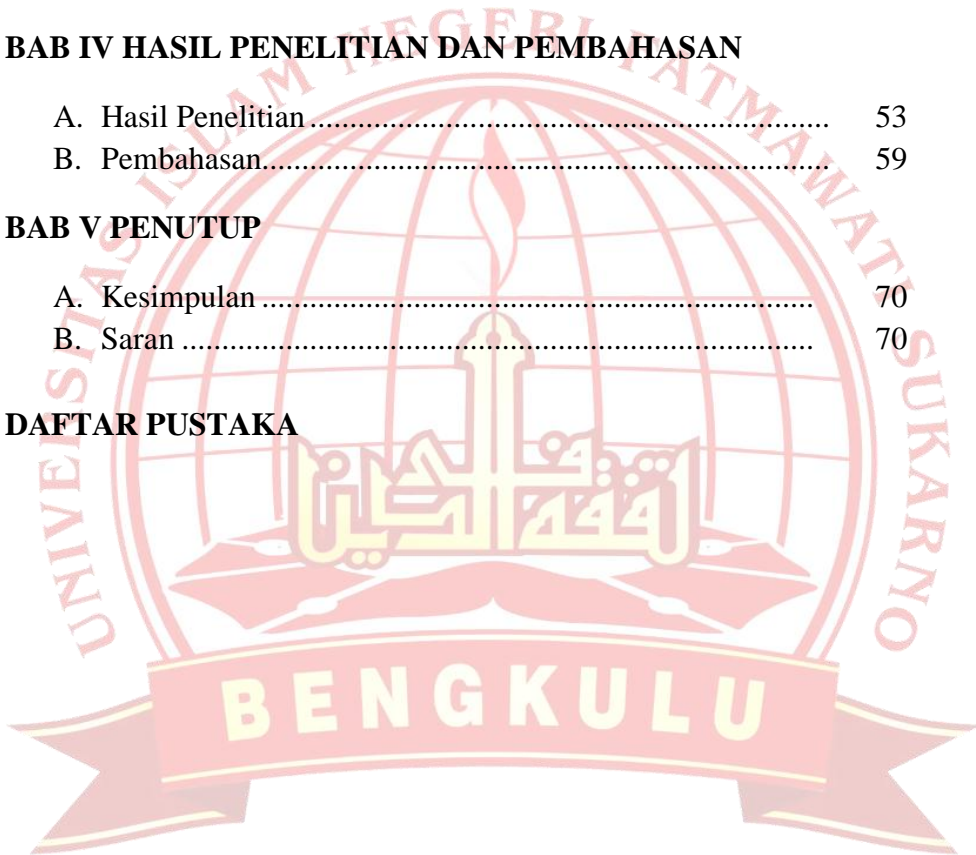 BAB IV HASIL PENELITIAN DAN PEMBAHASAN
A. Hasil Penelitian ................................................................. 53
B. Pembahasan....................................................................... 59
BAB V PENUTUP
A. Kesimpulan ..................................................................... 70
B. Saran ............................................................................... 70
DAFTAR PUSTAKA
UNIVERSITAS ISLAM NEGERI FATMAWATI SUKARNO
BENGKULU